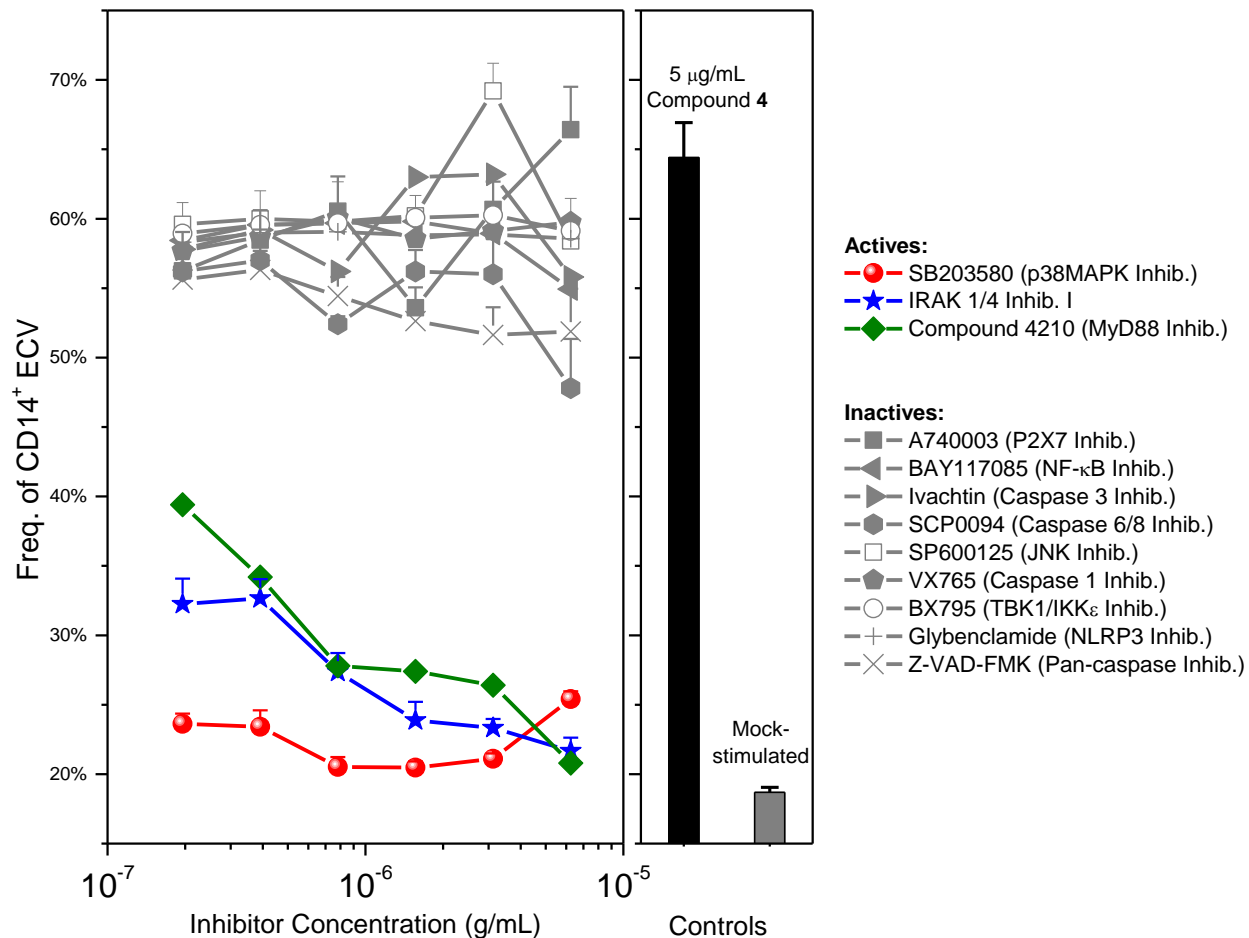 70%
60%
50%
40%
30%
20%
Freq. of CD14⁺ ECV
10⁻⁷
10⁻⁶
10⁻⁵
Inhibitor Concentration (g/mL)
5 μg/mL
Compound 4
Mock-
stimulated
Controls
Actives:
SB203580 (p38MAPK Inhib.)
IRAK 1/4 Inhib. I
Compound 4210 (MyD88 Inhib.)
Inactives:
A740003 (P2X7 Inhib.)
BAY117085 (NF-κB Inhib.)
Ivachtin (Caspase 3 Inhib.)
SCP0094 (Caspase 6/8 Inhib.)
SP600125 (JNK Inhib.)
VX765 (Caspase 1 Inhib.)
BX795 (TBK1/IKKε Inhib.)
Glybenclamide (NLRP3 Inhib.)
Z-VAD-FMK (Pan-caspase Inhib.)